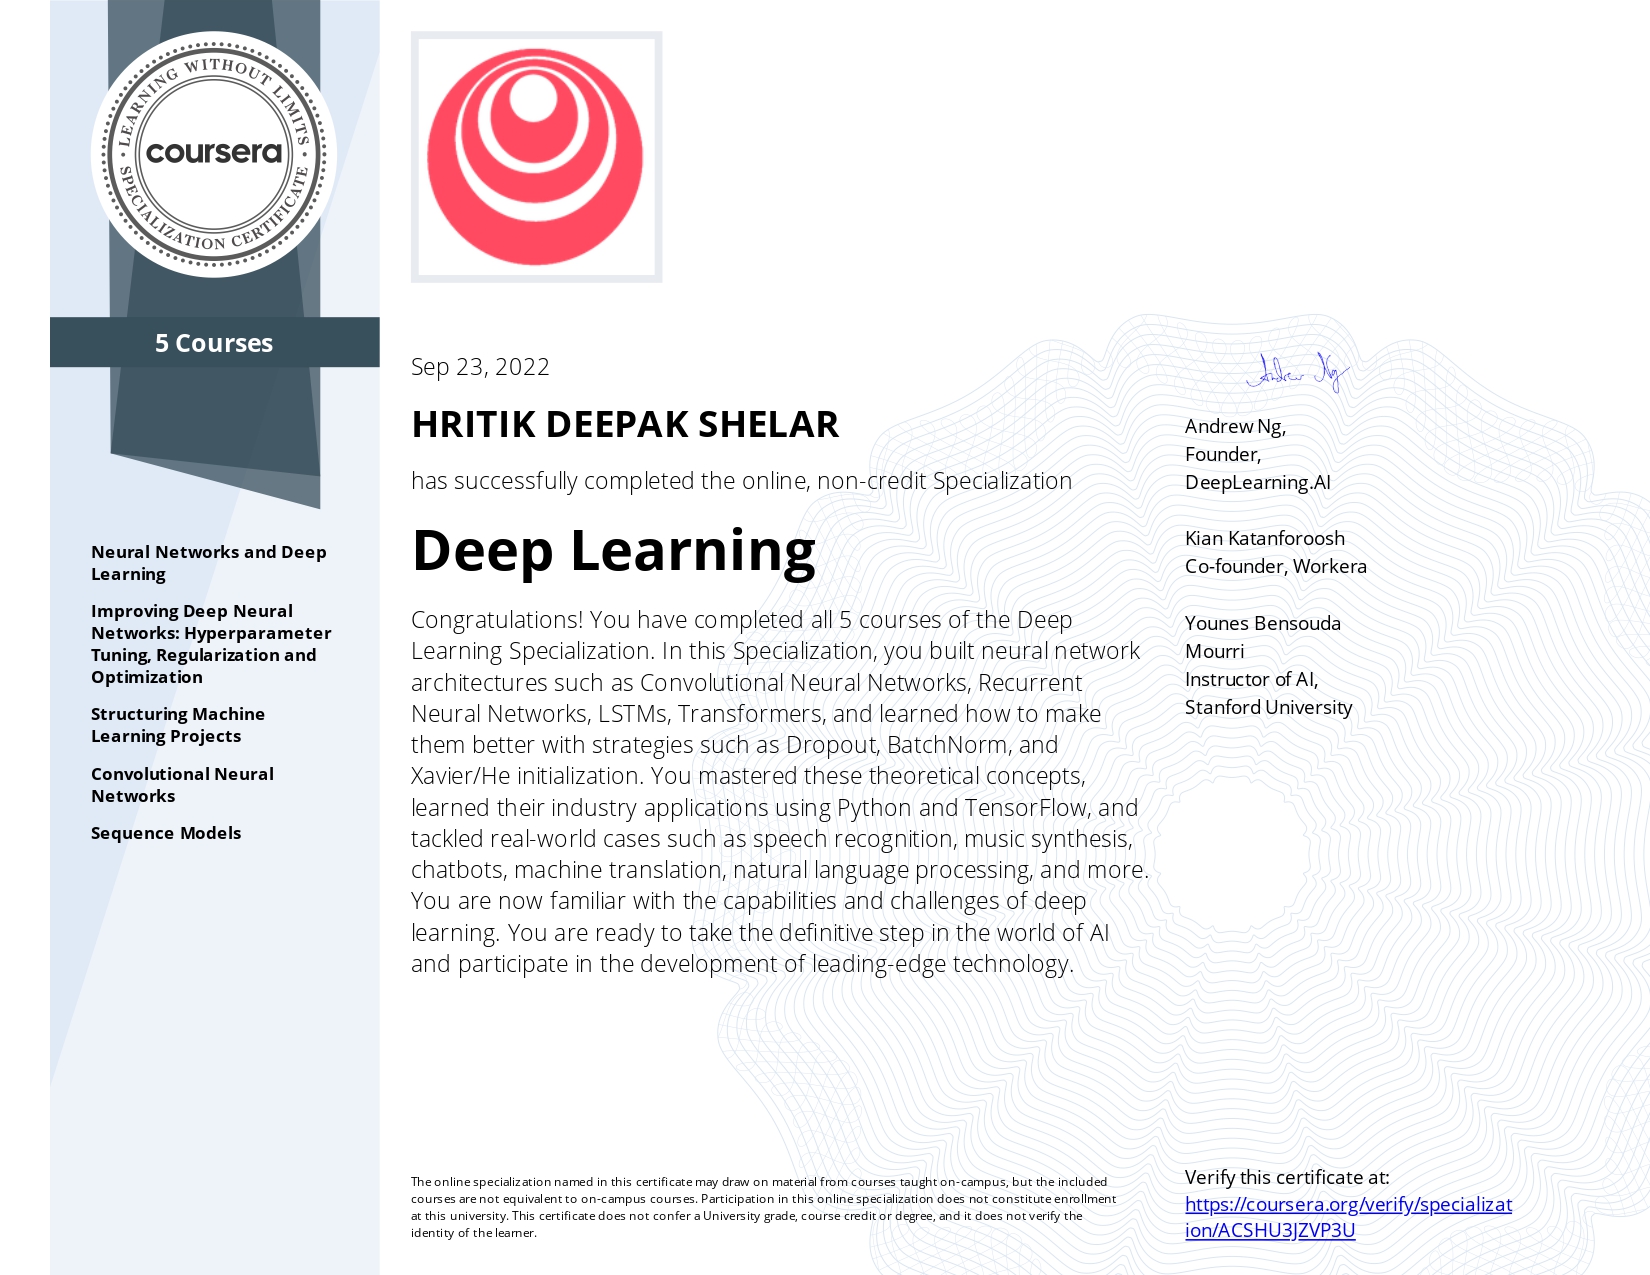 LEARNING WITHOUT LIMITS
coursera
SPECIALIZATION CERTIFICATE
5 Courses
Neural Networks and Deep
Learning
Improving Deep Neural
Networks: Hyperparameter
Tuning, Regularization and
Optimization
Structuring Machine
Learning Projects
Convolutional Neural
Networks
Sequence Models
Sep 23, 2022
HRITIK DEEPAK SHELAR
has successfully completed the online, non-credit Specialization
Deep Learning
Congratulations! You have completed all 5 courses of the Deep
Learning Specialization. In this Specialization, you built neural network
architectures such as Convolutional Neural Networks, Recurrent
Neural Networks, LSTMs, Transformers, and learned how to make
them better with strategies such as Dropout, BatchNorm, and
Xavier/He initialization. You mastered these theoretical concepts,
learned their industry applications using Python and TensorFlow, and
tackled real-world cases such as speech recognition, music synthesis,
chatbots, machine translation, natural language processing, and more.
You are now familiar with the capabilities and challenges of deep
learning. You are ready to take the definitive step in the world of AI
and participate in the development of leading-edge technology.
Andrew Ng
Andrew Ng,
Founder,
DeepLearning.AI
Kian Katanforoosh
Co-founder, Workera
Younes Bensouda
Mourri
Instructor of AI,
Stanford University
The online specialization named in this certificate may draw on material from courses taught on-campus, but the included
courses are not equivalent to on-campus courses. Participation in this online specialization does not constitute enrollment
at this university. This certificate does not confer a University grade, course credit or degree, and it does not verify the
identity of the learner.
Verify this certificate at:
https://coursera.org/verify/specializat
ion/ACSHU3JZVP3U